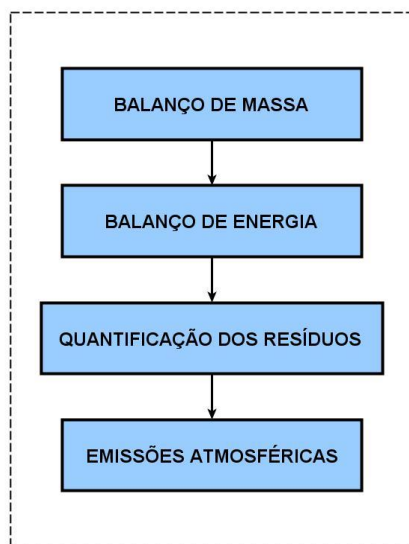 BALANÇO DE MASSA
BALANÇO DE ENERGIA
QUANTIFICAÇÃO DOS RESÍDUOS
EMISSÕES ATMOSFÉRICAS